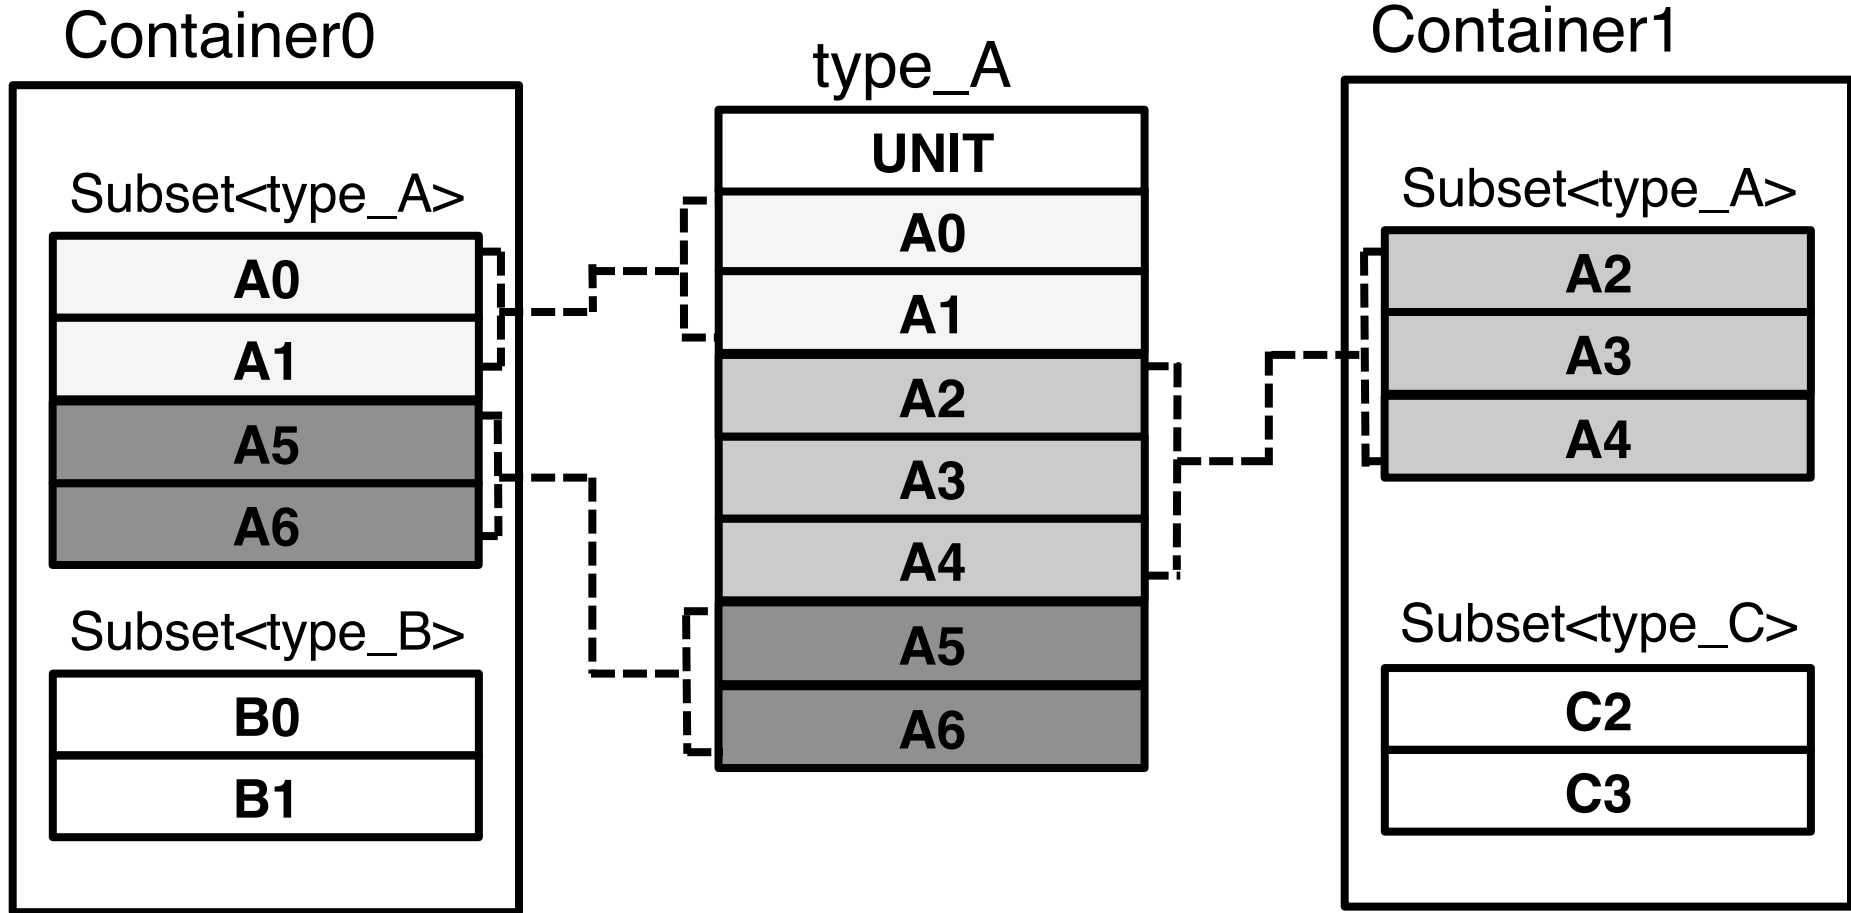 Container0
Subset<type_A>
A0
A1
A5
A6
Subset<type_B>
B0
B1
type_A
UNIT
A0
A1
A2
A3
A4
A5
A6
Container1
Subset<type_A>
A2
A3
A4
Subset<type_C>
C2
C3